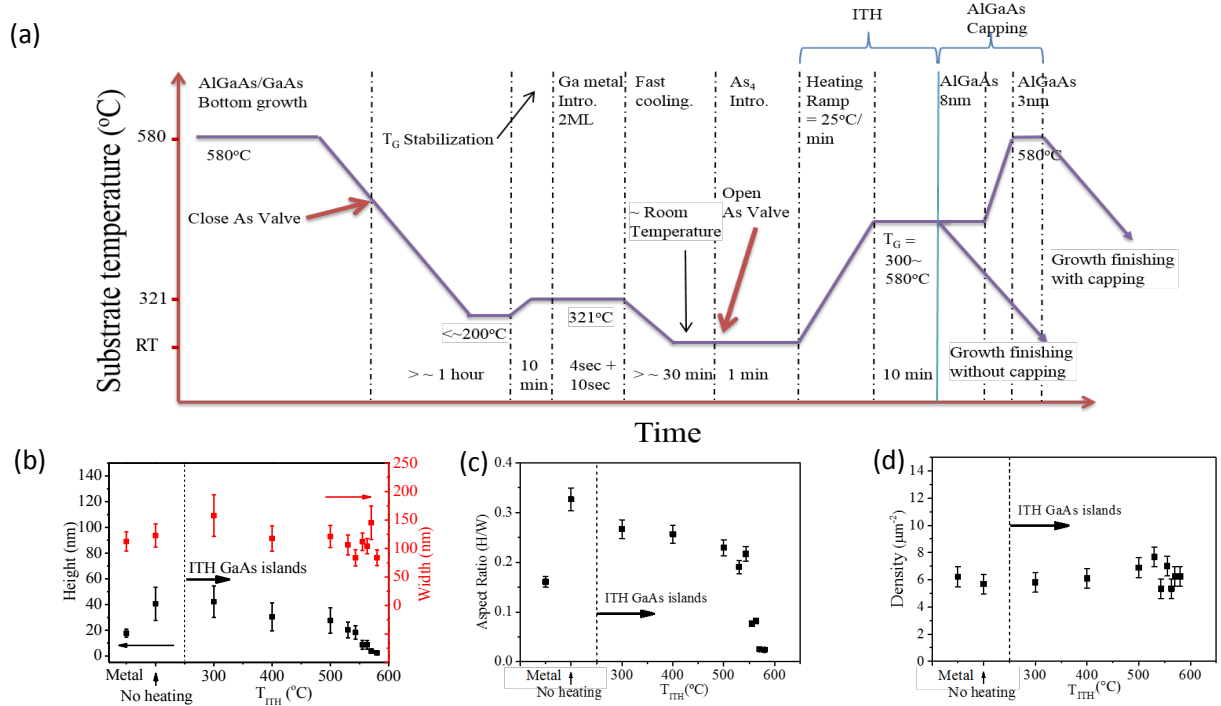 (a)
ITH
AlGaAs
Capping
AlGaAs/GaAs
Bottom growth
T_G Stabilization
Ga metal
Intro.
2ML
Fast
cooling.
As₄
Intro.
Heating
Ramp
= 25°C/
min
AlGaAs
8nm
AlGaAs
3nm
Substrate temperature (°C)
580
321
RT
580°C
Close As Valve
<~200°C
321°C
~ Room
Temperature
Open
As Valve
T_G =
300~
580°C
580°C
Growth finishing
with capping
Growth finishing
without capping
> ~ 1 hour
10
min
4sec +
10sec
> ~ 30 min
1 min
10 min
Time
(b)
Height (nm)
140
120
100
80
60
40
20
0
250
200
150
100
50
0
Width (nm)
ITH GaAs islands
Metal
No heating
300
400
500
600
T_ITH (°C)
(c)
Aspect Ratio (H/W)
0.4
0.3
0.2
0.1
0.0
ITH GaAs islands
Metal
No heating
300
400
500
600
T_ITH (°C)
(d)
Density (µm⁻²)
14
12
10
8
6
4
2
0
ITH GaAs islands
Metal
No heating
300
400
500
600
T_ITH (°C)